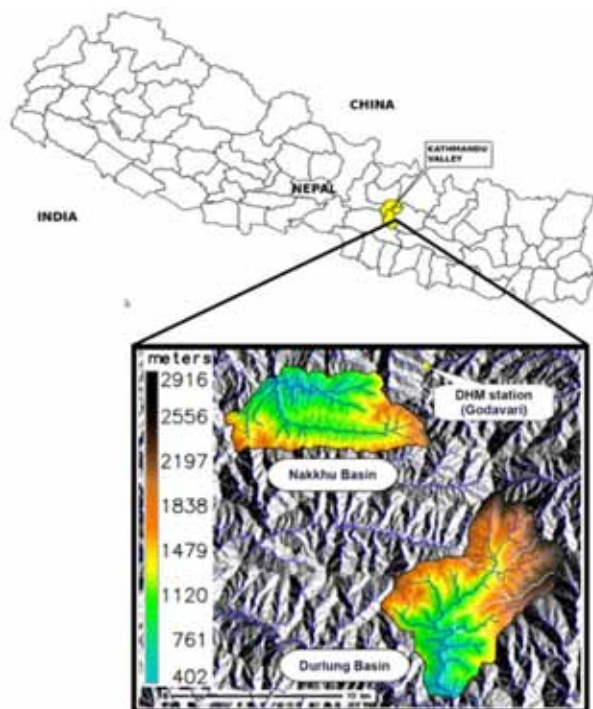 CHINA
KATHMANDU
VALLEY
NEPAL
INDIA
meters
2916
2556
2197
1838
1479
1120
761
402
DHM station
(Godavari)
Nakkhu Basin
Durlung Basin